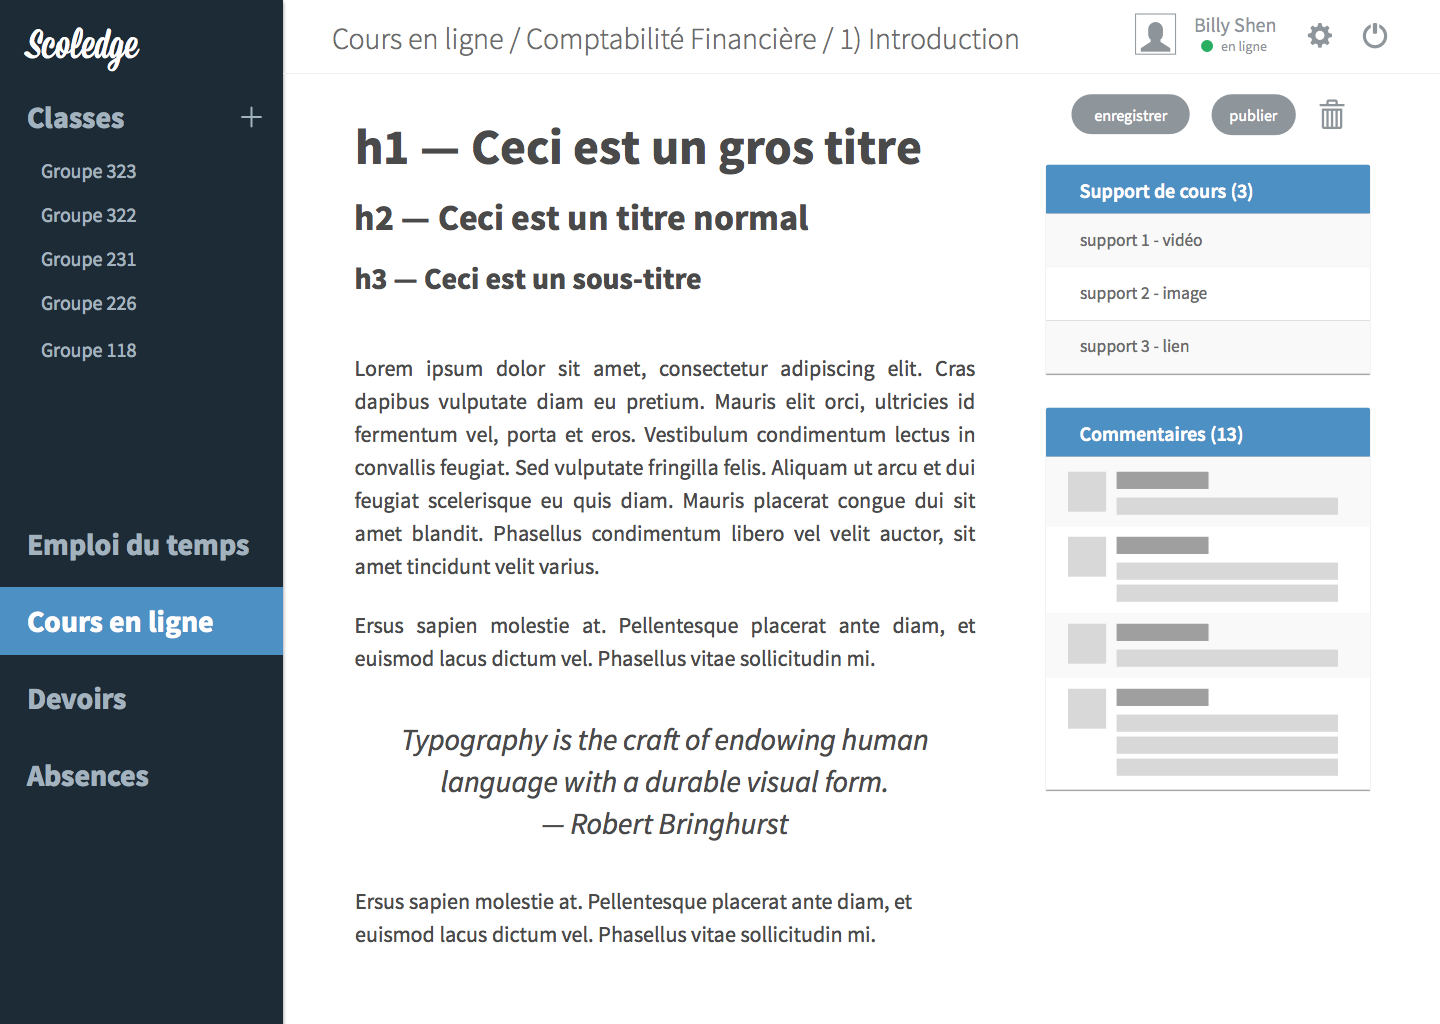 Scoledge
Classes
Groupe 323
Groupe 322
Groupe 231
Groupe 226
Groupe 118
Emploi du temps
Cours en ligne
Devoirs
Absences
Cours en ligne / Comptabilité Financière / 1) Introduction
Billy Shen
en ligne
h1 — Ceci est un gros titre
h2 — Ceci est un titre normal
h3 — Ceci est un sous-titre
Lorem ipsum dolor sit amet, consectetur adipiscing elit. Cras
dapibus vulputate diam eu pretium. Mauris elit orci, ultricies id
fermentum vel, porta et eros. Vestibulum condimentum lectus in
convallis feugiat. Sed vulputate fringilla felis. Aliquam ut arcu et dui
feugiat scelerisque eu quis diam. Mauris placerat congue dui sit
amet blandit. Phasellus condimentum libero vel velit auctor, sit
amet tincidunt velit varius.
Ersus sapien molestie at. Pellentesque placerat ante diam, et
euismod lacus dictum vel. Phasellus vitae sollicitudin mi.
Typography is the craft of endowing human
language with a durable visual form.
— Robert Bringhurst
Ersus sapien molestie at. Pellentesque placerat ante diam, et
euismod lacus dictum vel. Phasellus vitae sollicitudin mi.
enregistrer
publier
Support de cours (3)
support 1 - vidéo
support 2 - image
support 3 - lien
Commentaires (13)